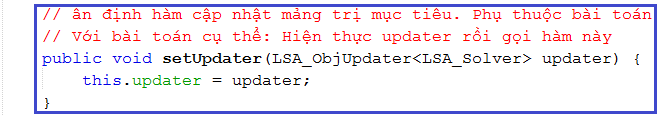 // ân định hàm cập nhật mảng trị mục tiêu. Phụ thuộc bài toán
// Với bài toán cụ thể: Hiện thực updater rồi gọi hàm này
public void setUpdater(LSA_ObjUpdater<LSA_Solver> updater) {
this.updater = updater;
}